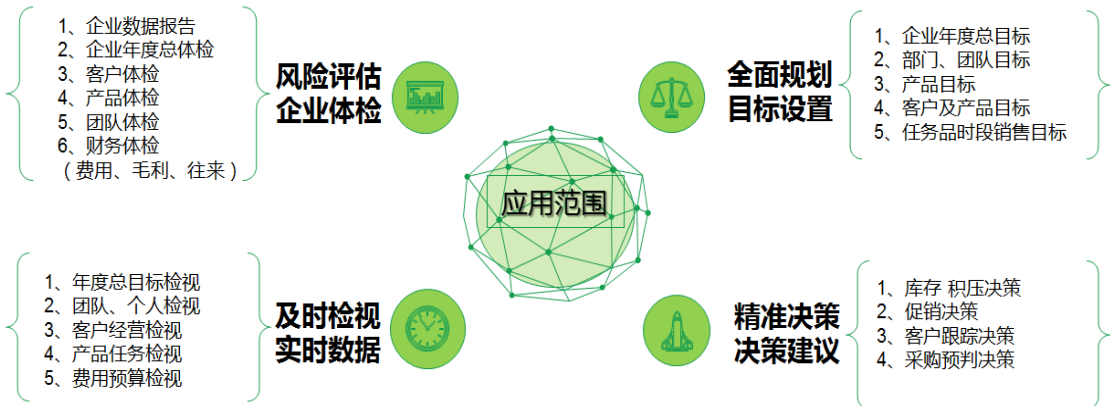 1、企业数据报告
2、企业年度总体检
3、客户体检
4、产品体检
5、团队体检
6、财务体检
（费用、毛利、往来）
风险评估
企业体检
全面规划
目标设置
1、企业年度总目标
2、部门、团队目标
3、产品目标
4、客户及产品目标
5、任务品时段销售目标
应用范围
1、年度总目标检视
2、团队、个人检视
3、客户经营检视
4、产品任务检视
5、费用预算检视
及时检视
实时数据
精准决策
决策建议
1、库存 积压决策
2、促销决策
3、客户跟踪决策
4、采购预判决策